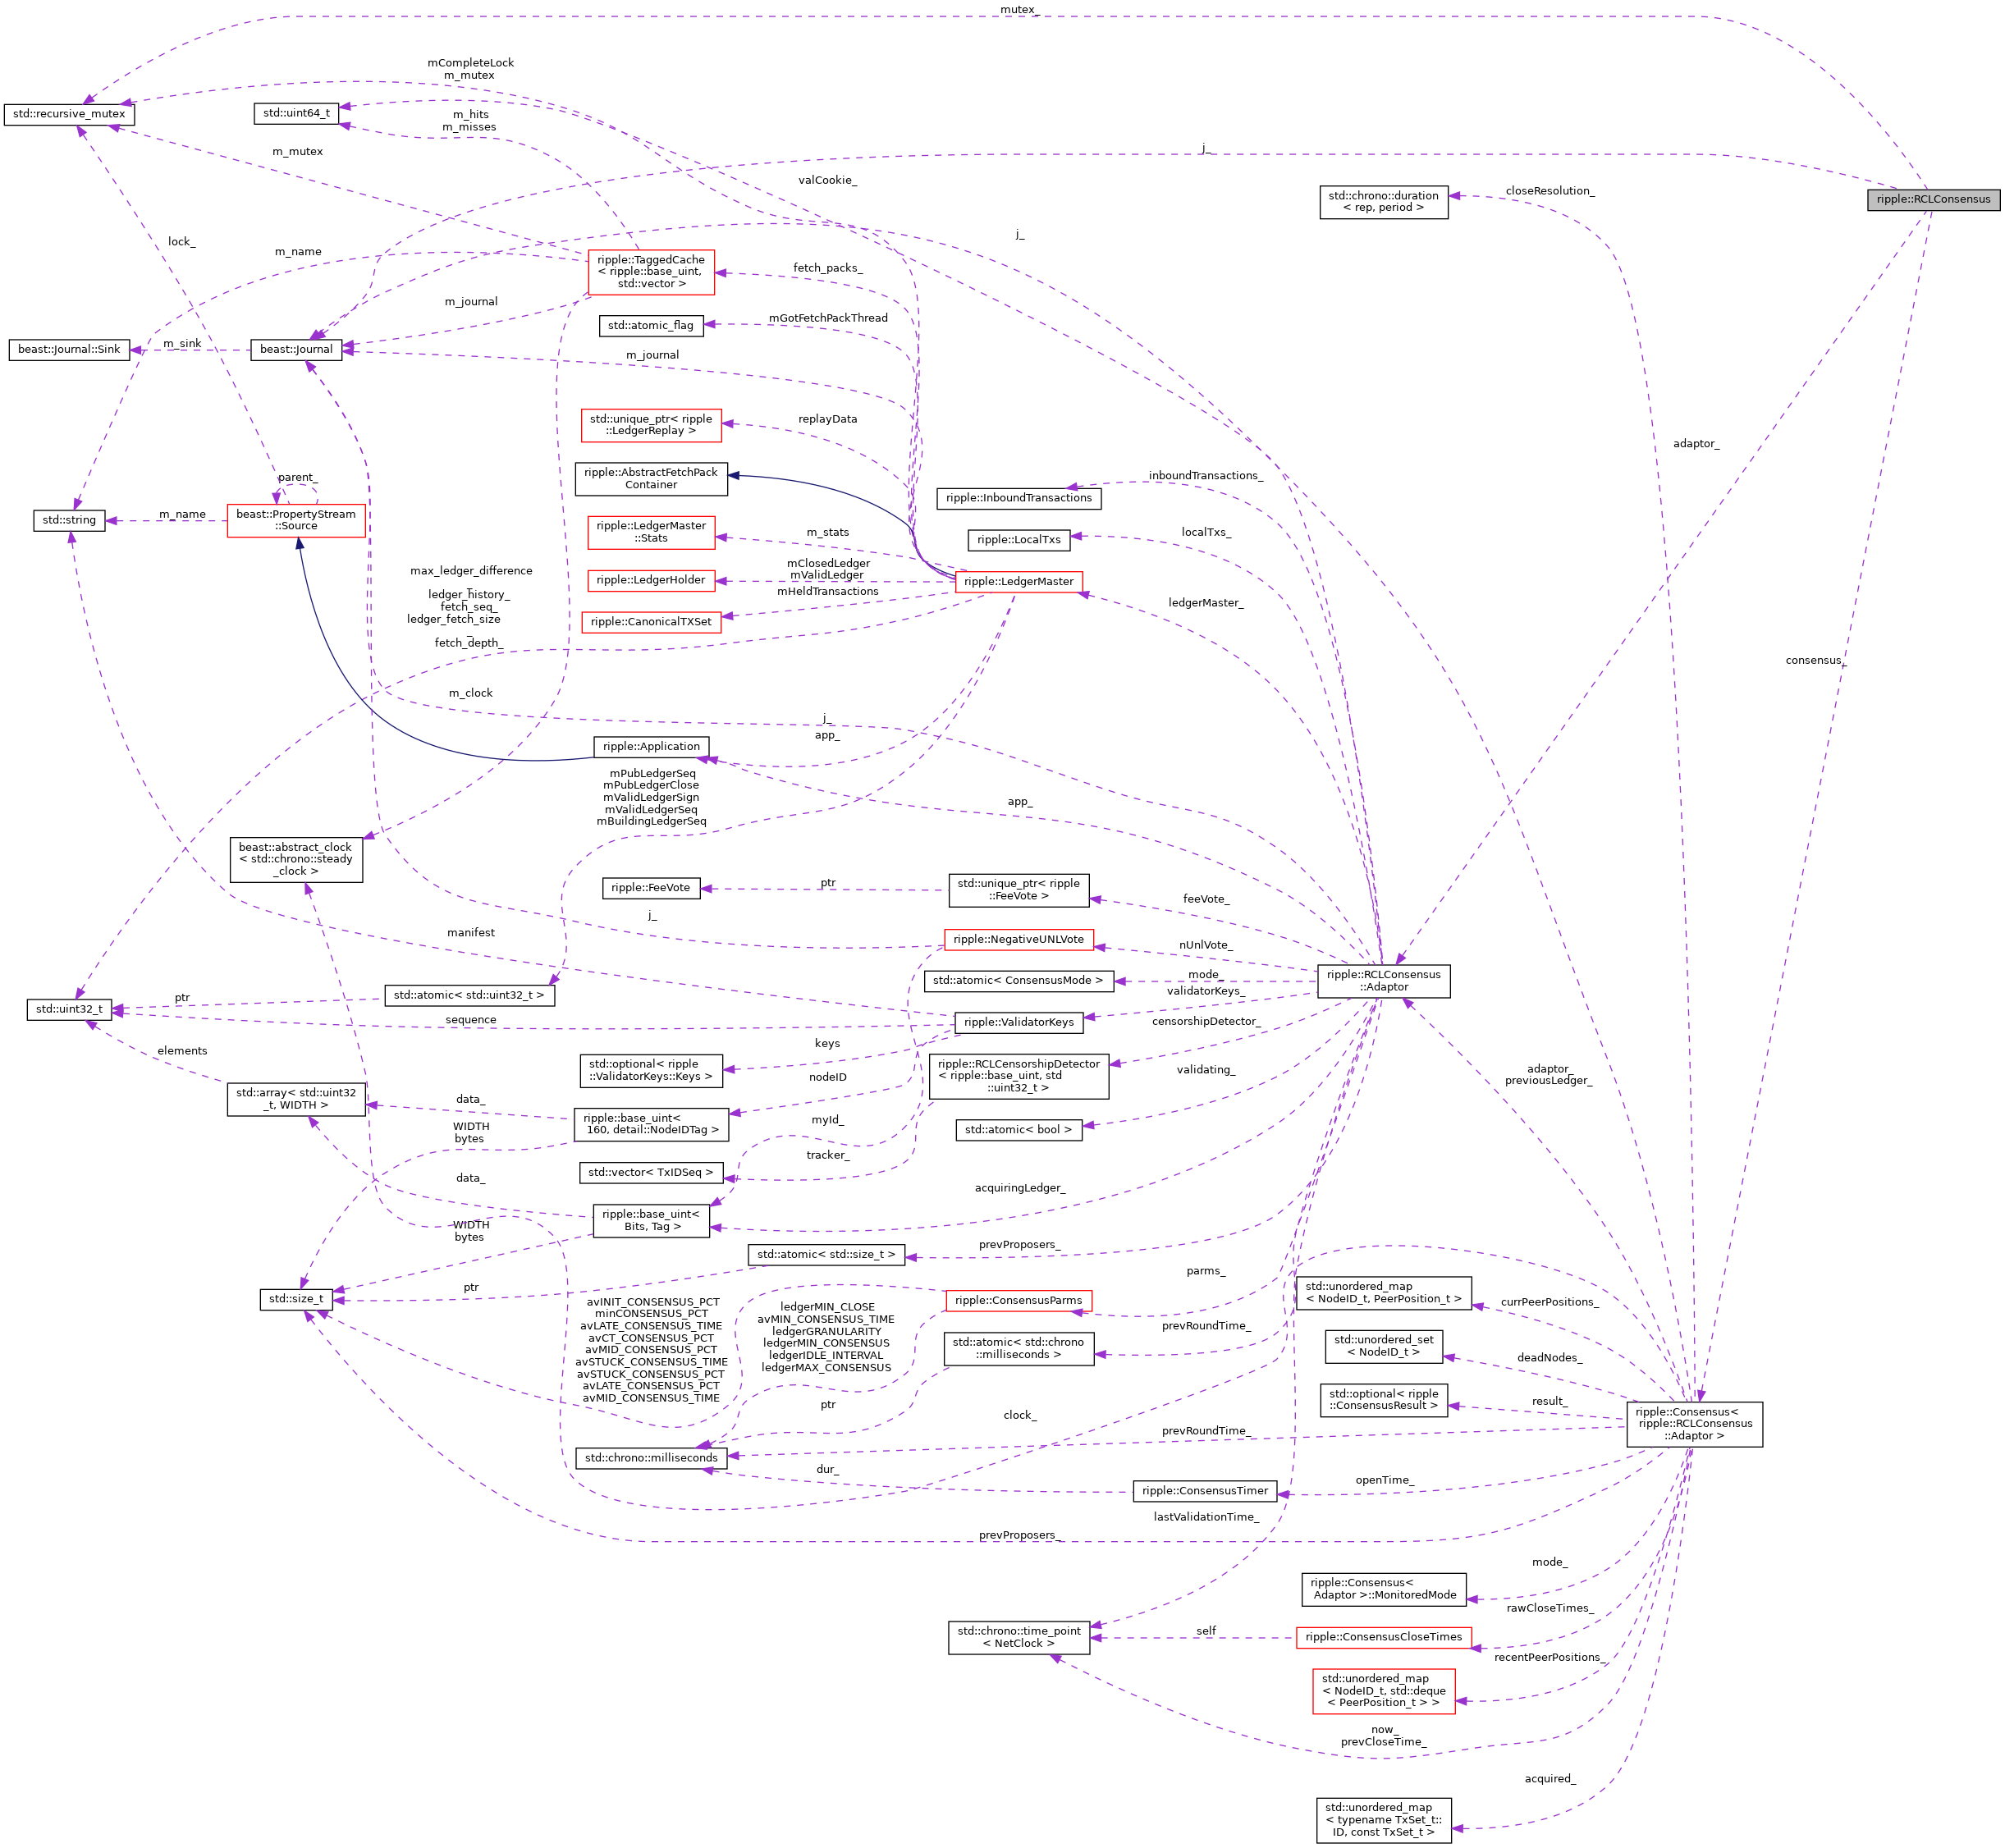 mutex_
mCompleteLock
m_mutex
std::recursive_mutex
std::uint64_t
m_hits
m_misses
m_mutex
j_
valCookie_
std::chrono::duration
< rep, period >
closeResolution_
ripple::RCLConsensus
lock_
m_name
j_
ripple::TaggedCache
< ripple::base_uint,
std::vector >
fetch_packs_
m_journal
std::atomic_flag
mGotFetchPackThread
beast::Journal::Sink
m_sink
beast::Journal
m_journal
std::unique_ptr< ripple
::LedgerReplay >
replayData
adaptor_
ripple::AbstractFetchPack
Container
inboundTransactions_
ripple::InboundTransactions
parent_
std::string
m_name
beast::PropertyStream
::Source
ripple::LedgerMaster
::Stats
m_stats
ripple::LocalTxs
localTxs_
max_ledger_difference
_
ledger_history_
fetch_seq_
ledger_fetch_size
_
fetch_depth_
ripple::LedgerHolder
mClosedLedger
mValidLedger
ripple::LedgerMaster
mHeldTransactions
ripple::CanonicalTXSet
ledgerMaster_
consensus_
m_clock
j_
app_
ripple::Application
mPubLedgerSeq
mPubLedgerClose
mValidLedgerSign
mValidLedgerSeq
mBuildingLedgerSeq
app_
beast::abstract_clock
< std::chrono::steady
_clock >
ripple::FeeVote
ptr
std::unique_ptr< ripple
::FeeVote >
feeVote_
j_
manifest
ripple::NegativeUNLVote
nUnlVote_
ripple::RCLConsensus
::Adaptor
std::atomic< ConsensusMode >
mode_
std::uint32_t
ptr
std::atomic< std::uint32_t >
validatorKeys_
sequence
ripple::ValidatorKeys
censorshipDetector_
elements
keys
std::optional< ripple
::ValidatorKeys::Keys >
ripple::RCLCensorshipDetector
< ripple::base_uint, std
::uint32_t >
validating_
adaptor_
previousLedger_
nodeID
std::array< std::uint32
_t, WIDTH >
data_
ripple::base_uint<
160, detail::NodeIDTag >
WIDTH
bytes
myId_
std::atomic< bool >
tracker_
std::vector< TxIDSeq >
data_
acquiringLedger_
ripple::base_uint<
Bits, Tag >
WIDTH
bytes
std::atomic< std::size_t >
prevProposers_
ptr
std::size_t
parms_
avINIT_CONSENSUS_PCT
minCONSENSUS_PCT
avLATE_CONSENSUS_TIME
avCT_CONSENSUS_PCT
avMID_CONSENSUS_PCT
avSTUCK_CONSENSUS_TIME
avSTUCK_CONSENSUS_PCT
avLATE_CONSENSUS_PCT
avMID_CONSENSUS_TIME
ledgerMIN_CLOSE
avMIN_CONSENSUS_TIME
ledgerGRANULARITY
ledgerMIN_CONSENSUS
ledgerIDLE_INTERVAL
ledgerMAX_CONSENSUS
ripple::ConsensusParms
std::unordered_map
< NodeID_t, PeerPosition_t >
currPeerPositions_
prevRoundTime_
std::atomic< std::chrono
::milliseconds >
std::unordered_set
< NodeID_t >
deadNodes_
ptr
clock_
std::optional< ripple
::ConsensusResult >
result_
ripple::Consensus<
ripple::RCLConsensus
::Adaptor >
prevRoundTime_
std::chrono::milliseconds
dur_
ripple::ConsensusTimer
openTime_
lastValidationTime_
prevProposers_
mode_
ripple::Consensus<
Adaptor >::MonitoredMode
rawCloseTimes_
std::chrono::time_point
< NetClock >
self
ripple::ConsensusCloseTimes
recentPeerPositions_
std::unordered_map
< NodeID_t, std::deque
< PeerPosition_t > >
now_
prevCloseTime_
acquired_
std::unordered_map
< typename TxSet_t::
ID, const TxSet_t >